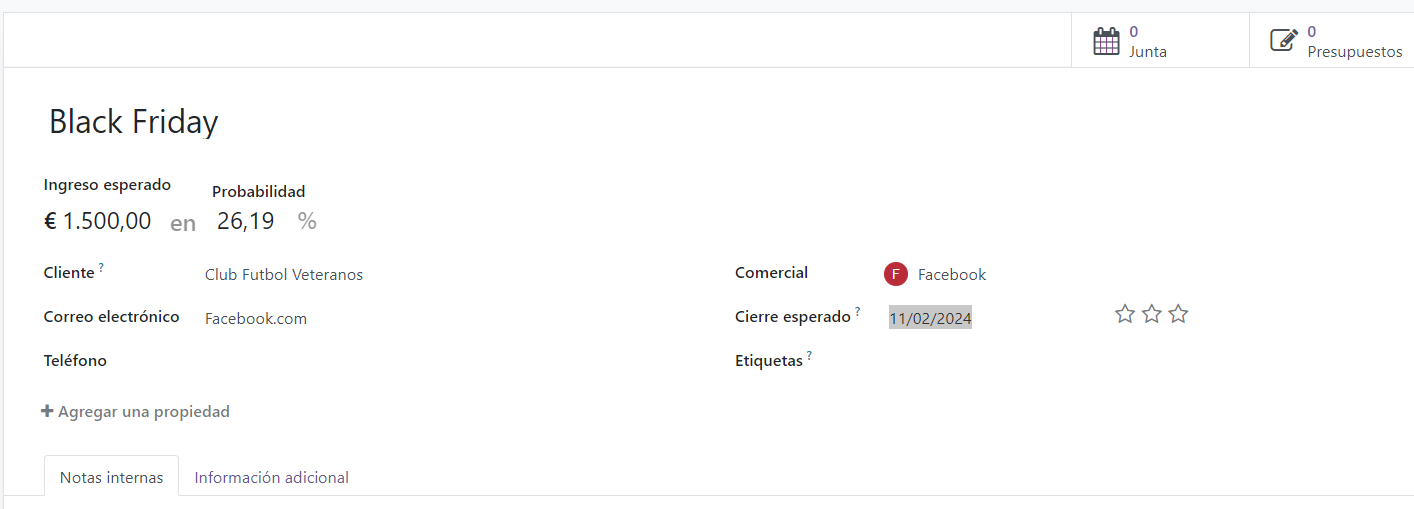 0
Junta
0
Presupuestos
Black Friday
Ingreso esperado
Probabilidad
€ 1.500,00 en 26,19 %
Cliente ? Club Futbol Veteranos
Comercial F Facebook
Correo electrónico Facebook.com
Cierre esperado ? 11/02/2024
Teléfono
Etiquetas ?
+ Agregar una propiedad
Notas internas Información adicional